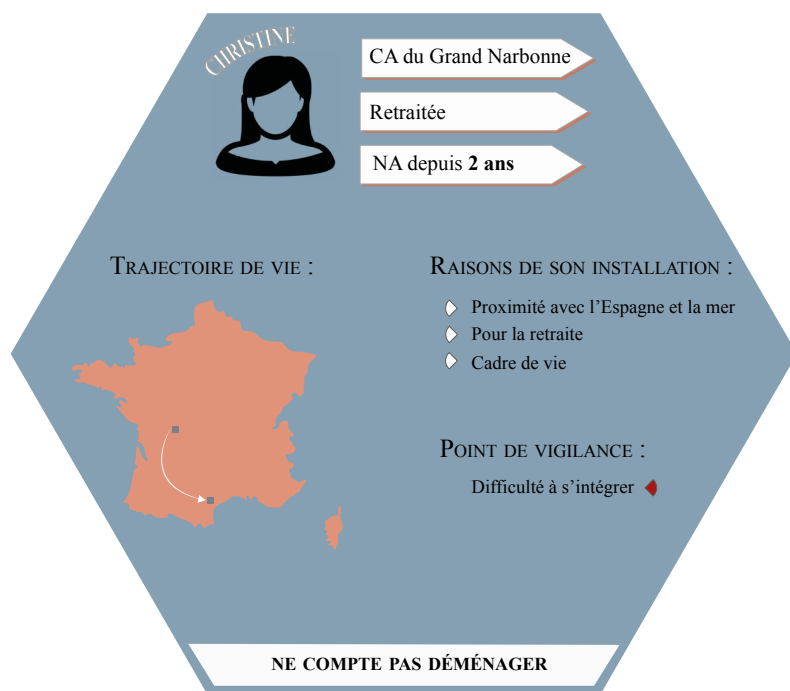 CHRISTINE
CA du Grand Narbonne
Retraitée
NA depuis 2 ans
TRAJECTOIRE DE VIE :
RAISONS DE SON INSTALLATION :
Proximité avec l'Espagne et la mer
Pour la retraite
Cadre de vie
POINT DE VIGILANCE :
Difficulté à s'intégrer
NE COMPTE PAS DÉMÉNAGER